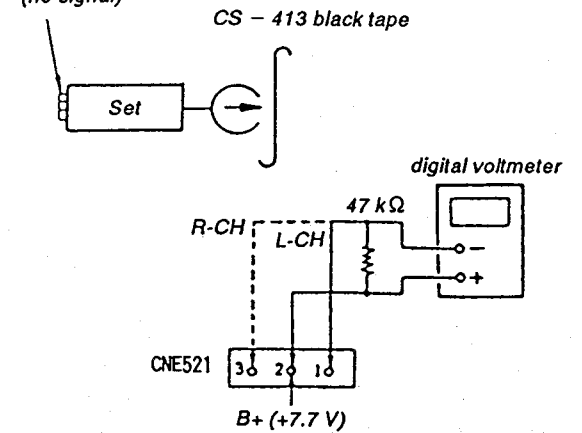 (no signal)
CS – 413 black tape
Set
digital voltmeter
47 kΩ
R-CH
L-CH
–
+
CNE521
3 2 1
B+ (+7.7 V)